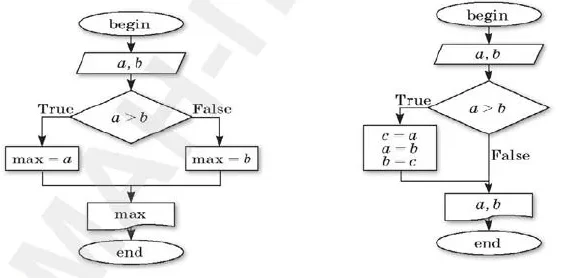 begin
a, b
True
False
a > b
max = a
max = b
max
end
begin
a, b
True
a > b
c = a
a = b
b = c
False
a, b
end